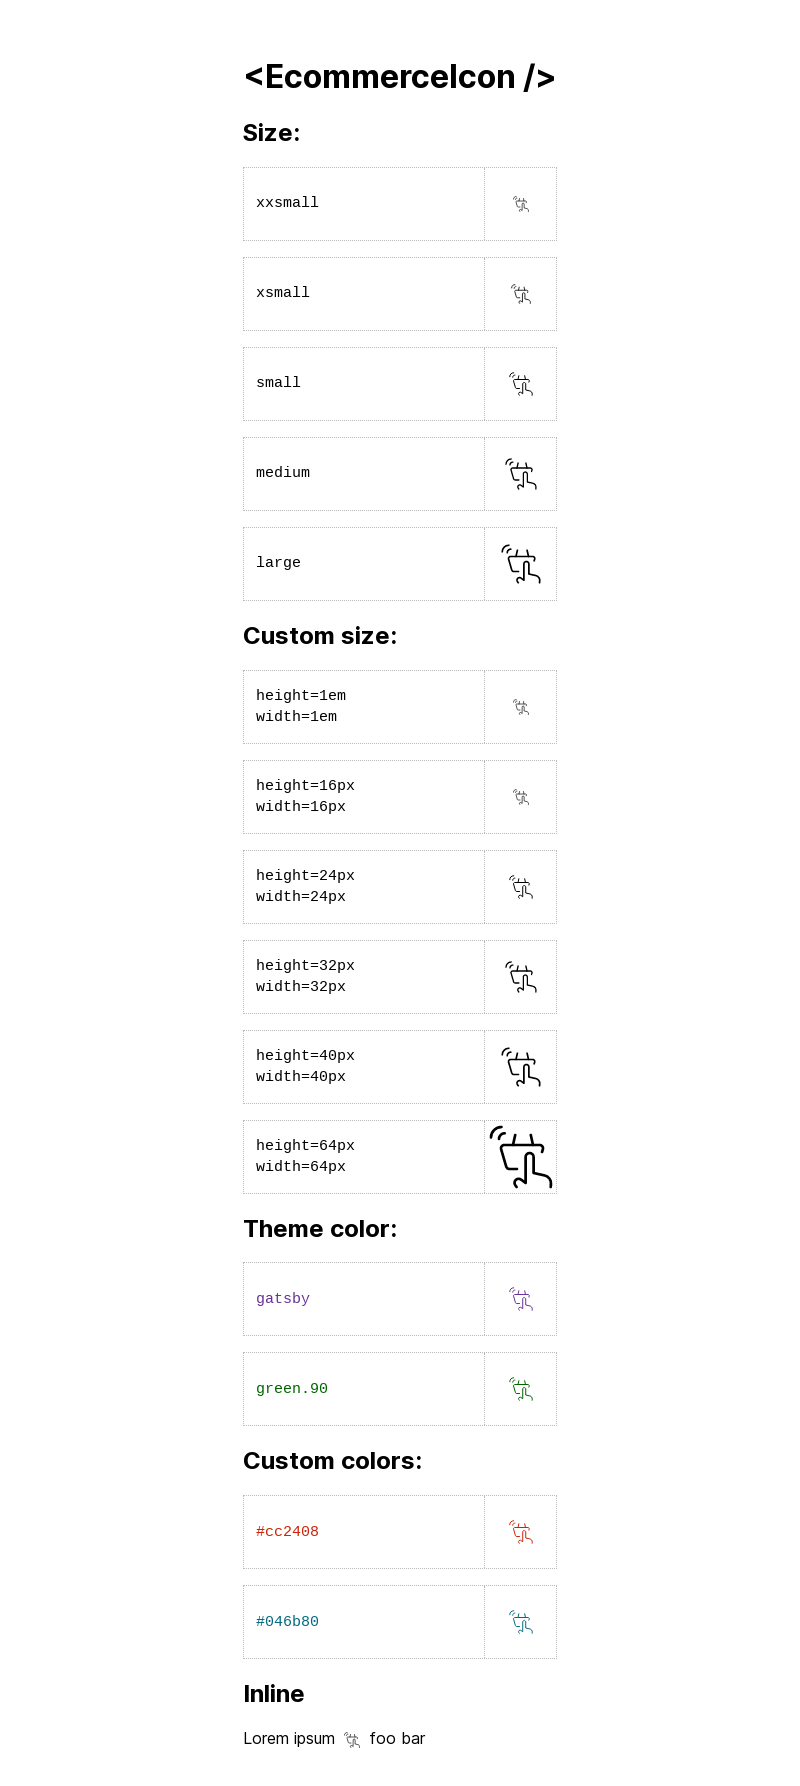 <EcommerceIcon />
Size:
xxsmall
xsmall
small
medium
large
Custom size:
height=1em
width=1em
height=16px
width=16px
height=24px
width=24px
height=32px
width=32px
height=40px
width=40px
height=64px
width=64px
Theme color:
gatsby
green.90
Custom colors:
#cc2408
#046b80
Inline
Lorem ipsum foo bar